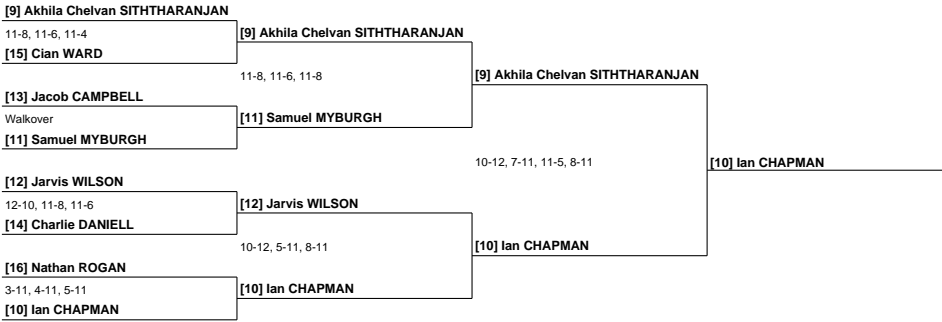 [9] Akhila Chelvan SITHTHARANJAN
11-8, 11-6, 11-4
[15] Cian WARD
[9] Akhila Chelvan SITHTHARANJAN
11-8, 11-6, 11-8
[13] Jacob CAMPBELL
Walkover
[11] Samuel MYBURGH
[11] Samuel MYBURGH
[9] Akhila Chelvan SITHTHARANJAN
10-12, 7-11, 11-5, 8-11
[10] Ian CHAPMAN
[12] Jarvis WILSON
12-10, 11-8, 11-6
[14] Charlie DANIELL
[12] Jarvis WILSON
10-12, 5-11, 8-11
[10] Ian CHAPMAN
[16] Nathan ROGAN
3-11, 4-11, 5-11
[10] Ian CHAPMAN
[10] Ian CHAPMAN